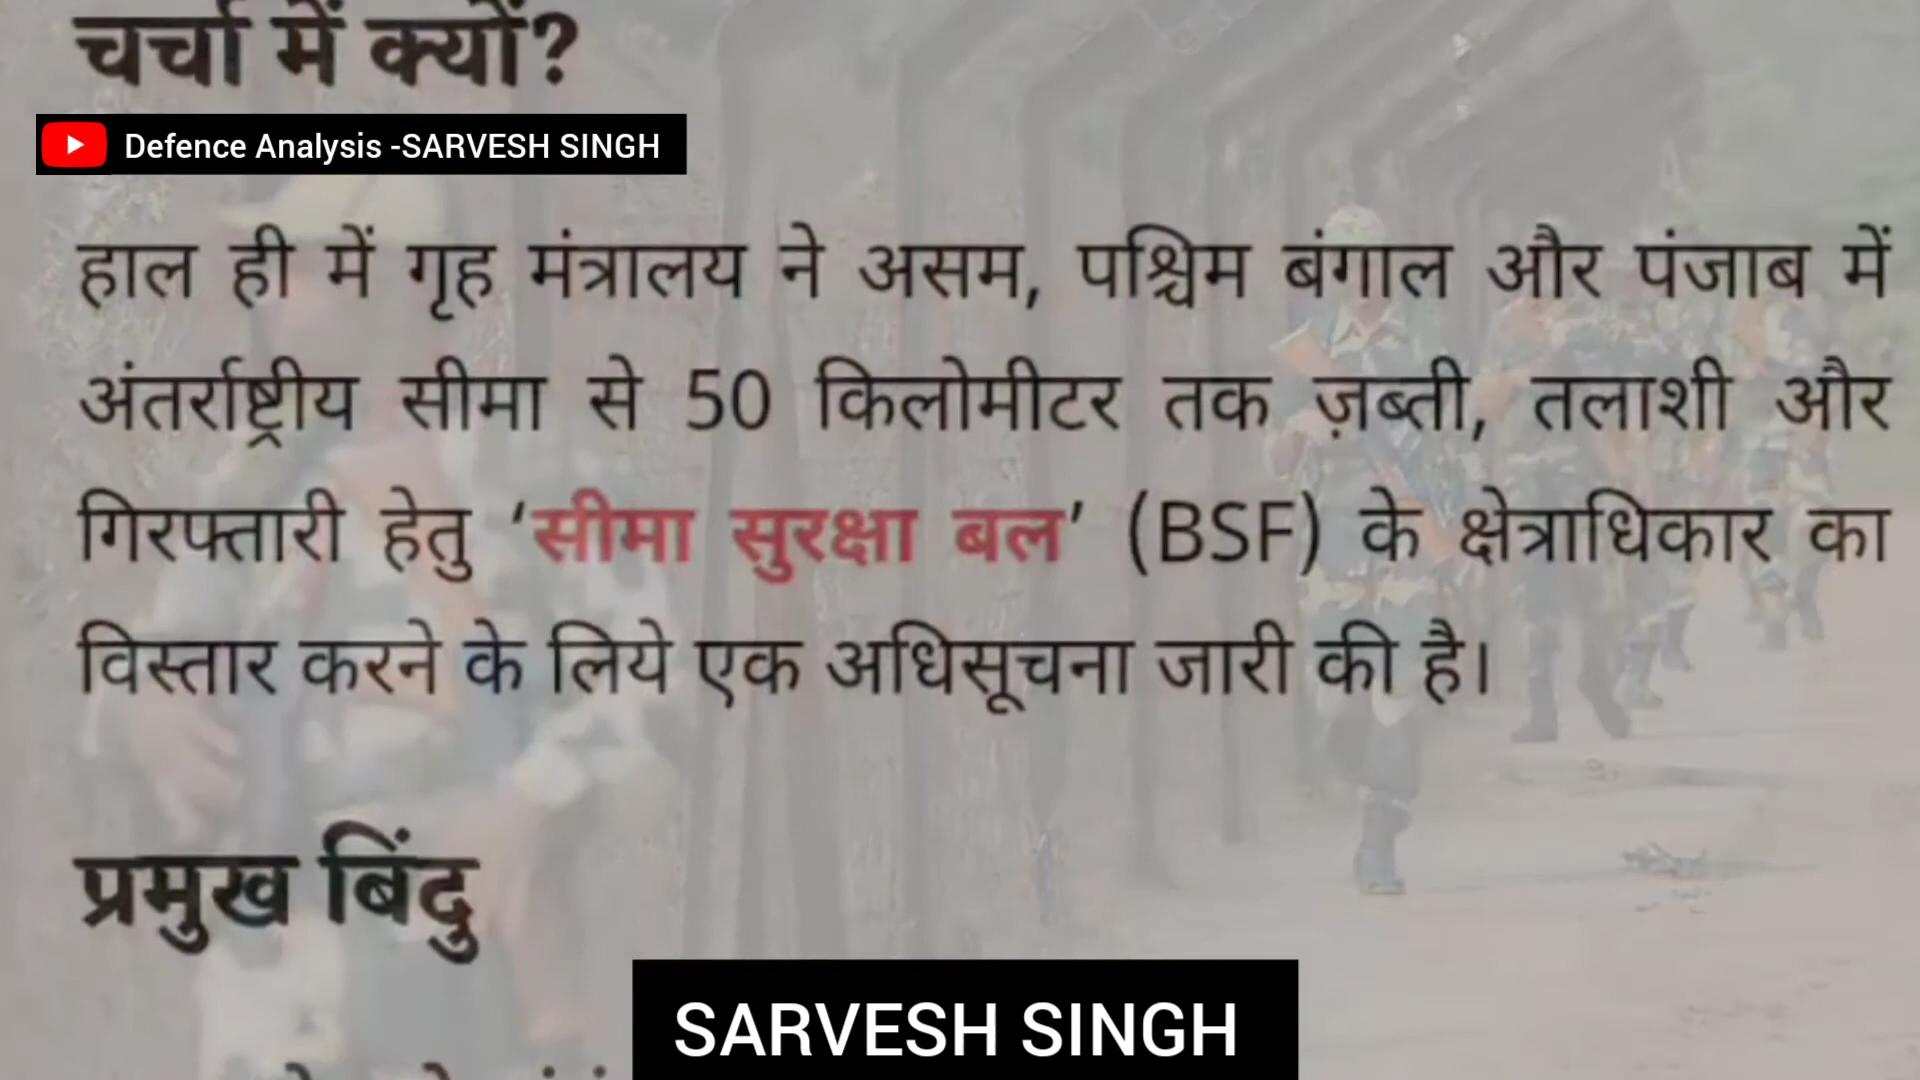 चर्चा में क्यों?
Defence Analysis -SARVESH SINGH
हाल ही में गृह मंत्रालय ने असम, पश्चिम बंगाल और पंजाब में
अंतर्राष्ट्रीय सीमा से 50 किलोमीटर तक ज़ब्ती, तलाशी और
गिरफ्तारी हेतु ‘सीमा सुरक्षा बल’ (BSF) के क्षेत्राधिकार का
विस्तार करने के लिये एक अधिसूचना जारी की है।
प्रमुख बिंदु
SARVESH SINGH